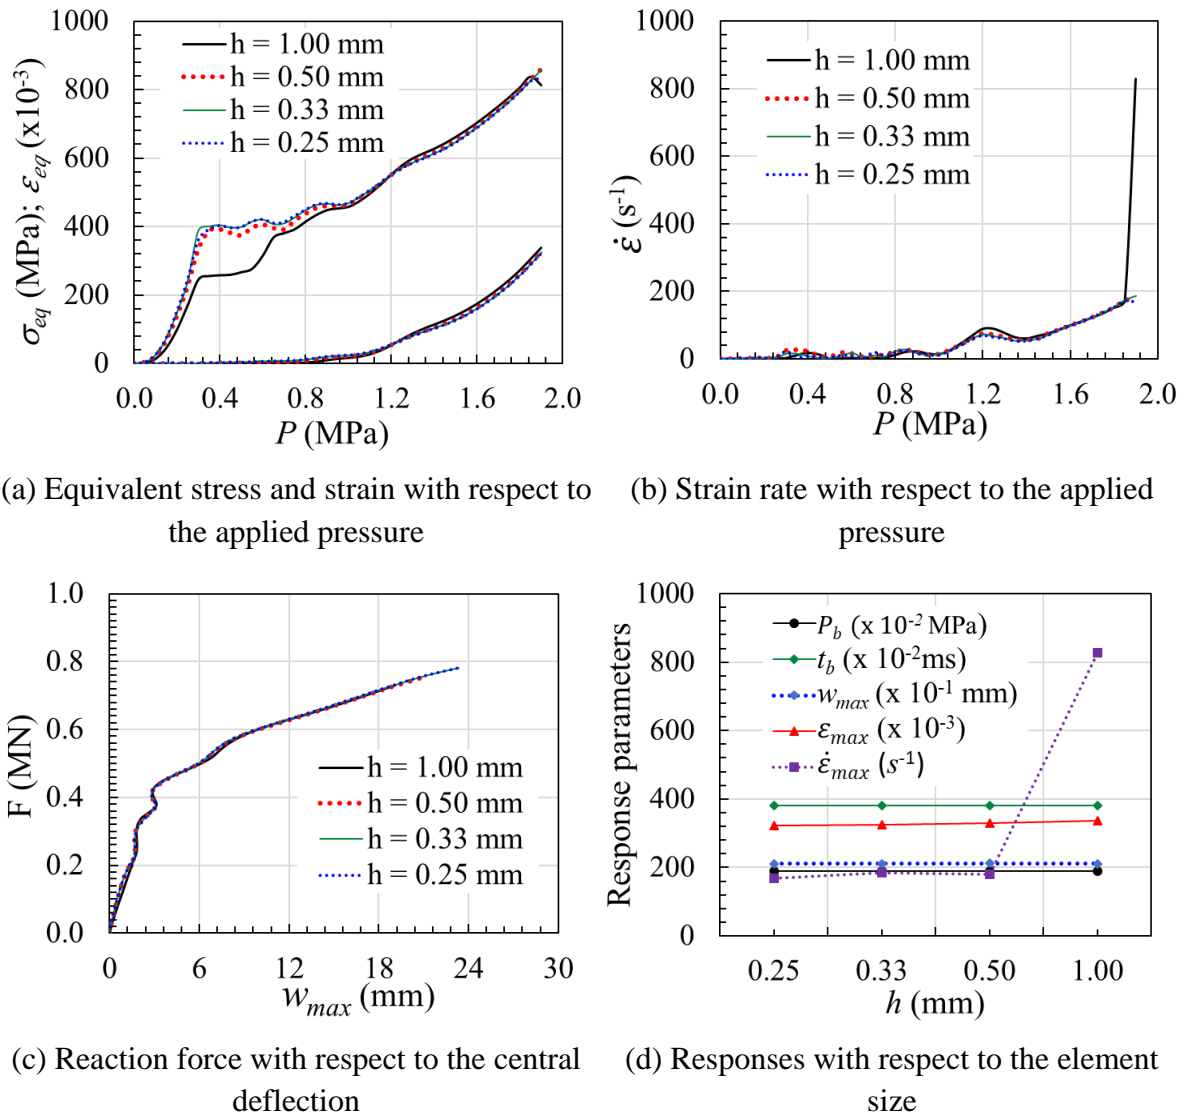 1000
800
600
400
200
0
σeq (MPa); εeq (x10-3)
h = 1.00 mm
h = 0.50 mm
h = 0.33 mm
h = 0.25 mm
0.0 0.4 0.8 1.2 1.6 2.0
P (MPa)
(a) Equivalent stress and strain with respect to
the applied pressure
1000
800
600
400
200
0
ε̇ (s-1)
h = 1.00 mm
h = 0.50 mm
h = 0.33 mm
h = 0.25 mm
0.0 0.4 0.8 1.2 1.6 2.0
P (MPa)
(b) Strain rate with respect to the applied
pressure
1.0
0.8
0.6
0.4
0.2
0.0
F (MN)
h = 1.00 mm
h = 0.50 mm
h = 0.33 mm
h = 0.25 mm
0 6 12 18 24 30
wmax (mm)
(c) Reaction force with respect to the central
deflection
1000
800
600
400
200
0
Response parameters
Pb (x 10-2 MPa)
tb (x 10-2ms)
wmax (x 10-1 mm)
εmax (x 10-3)
ε̇max (s-1)
0.25 0.33 0.50 1.00
h (mm)
(d) Responses with respect to the element
size